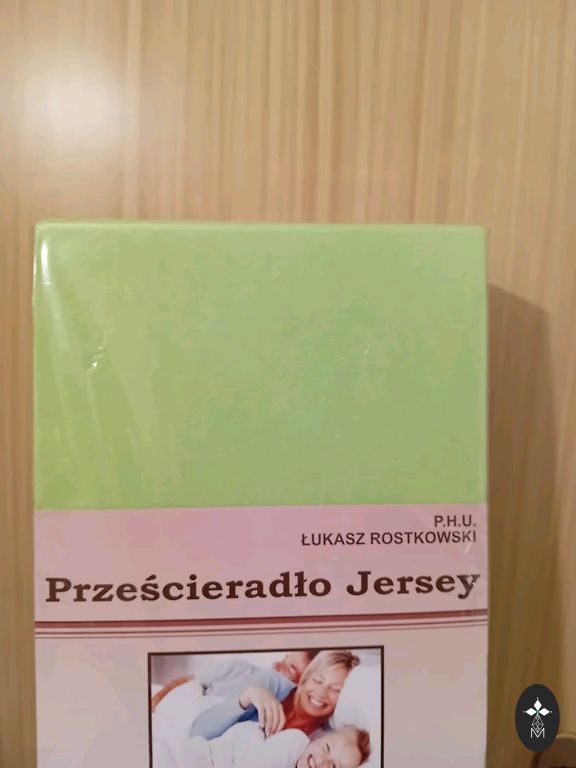 P.H.U.
ŁUKASZ ROSTKOWSKI
Prześcieradło Jersey